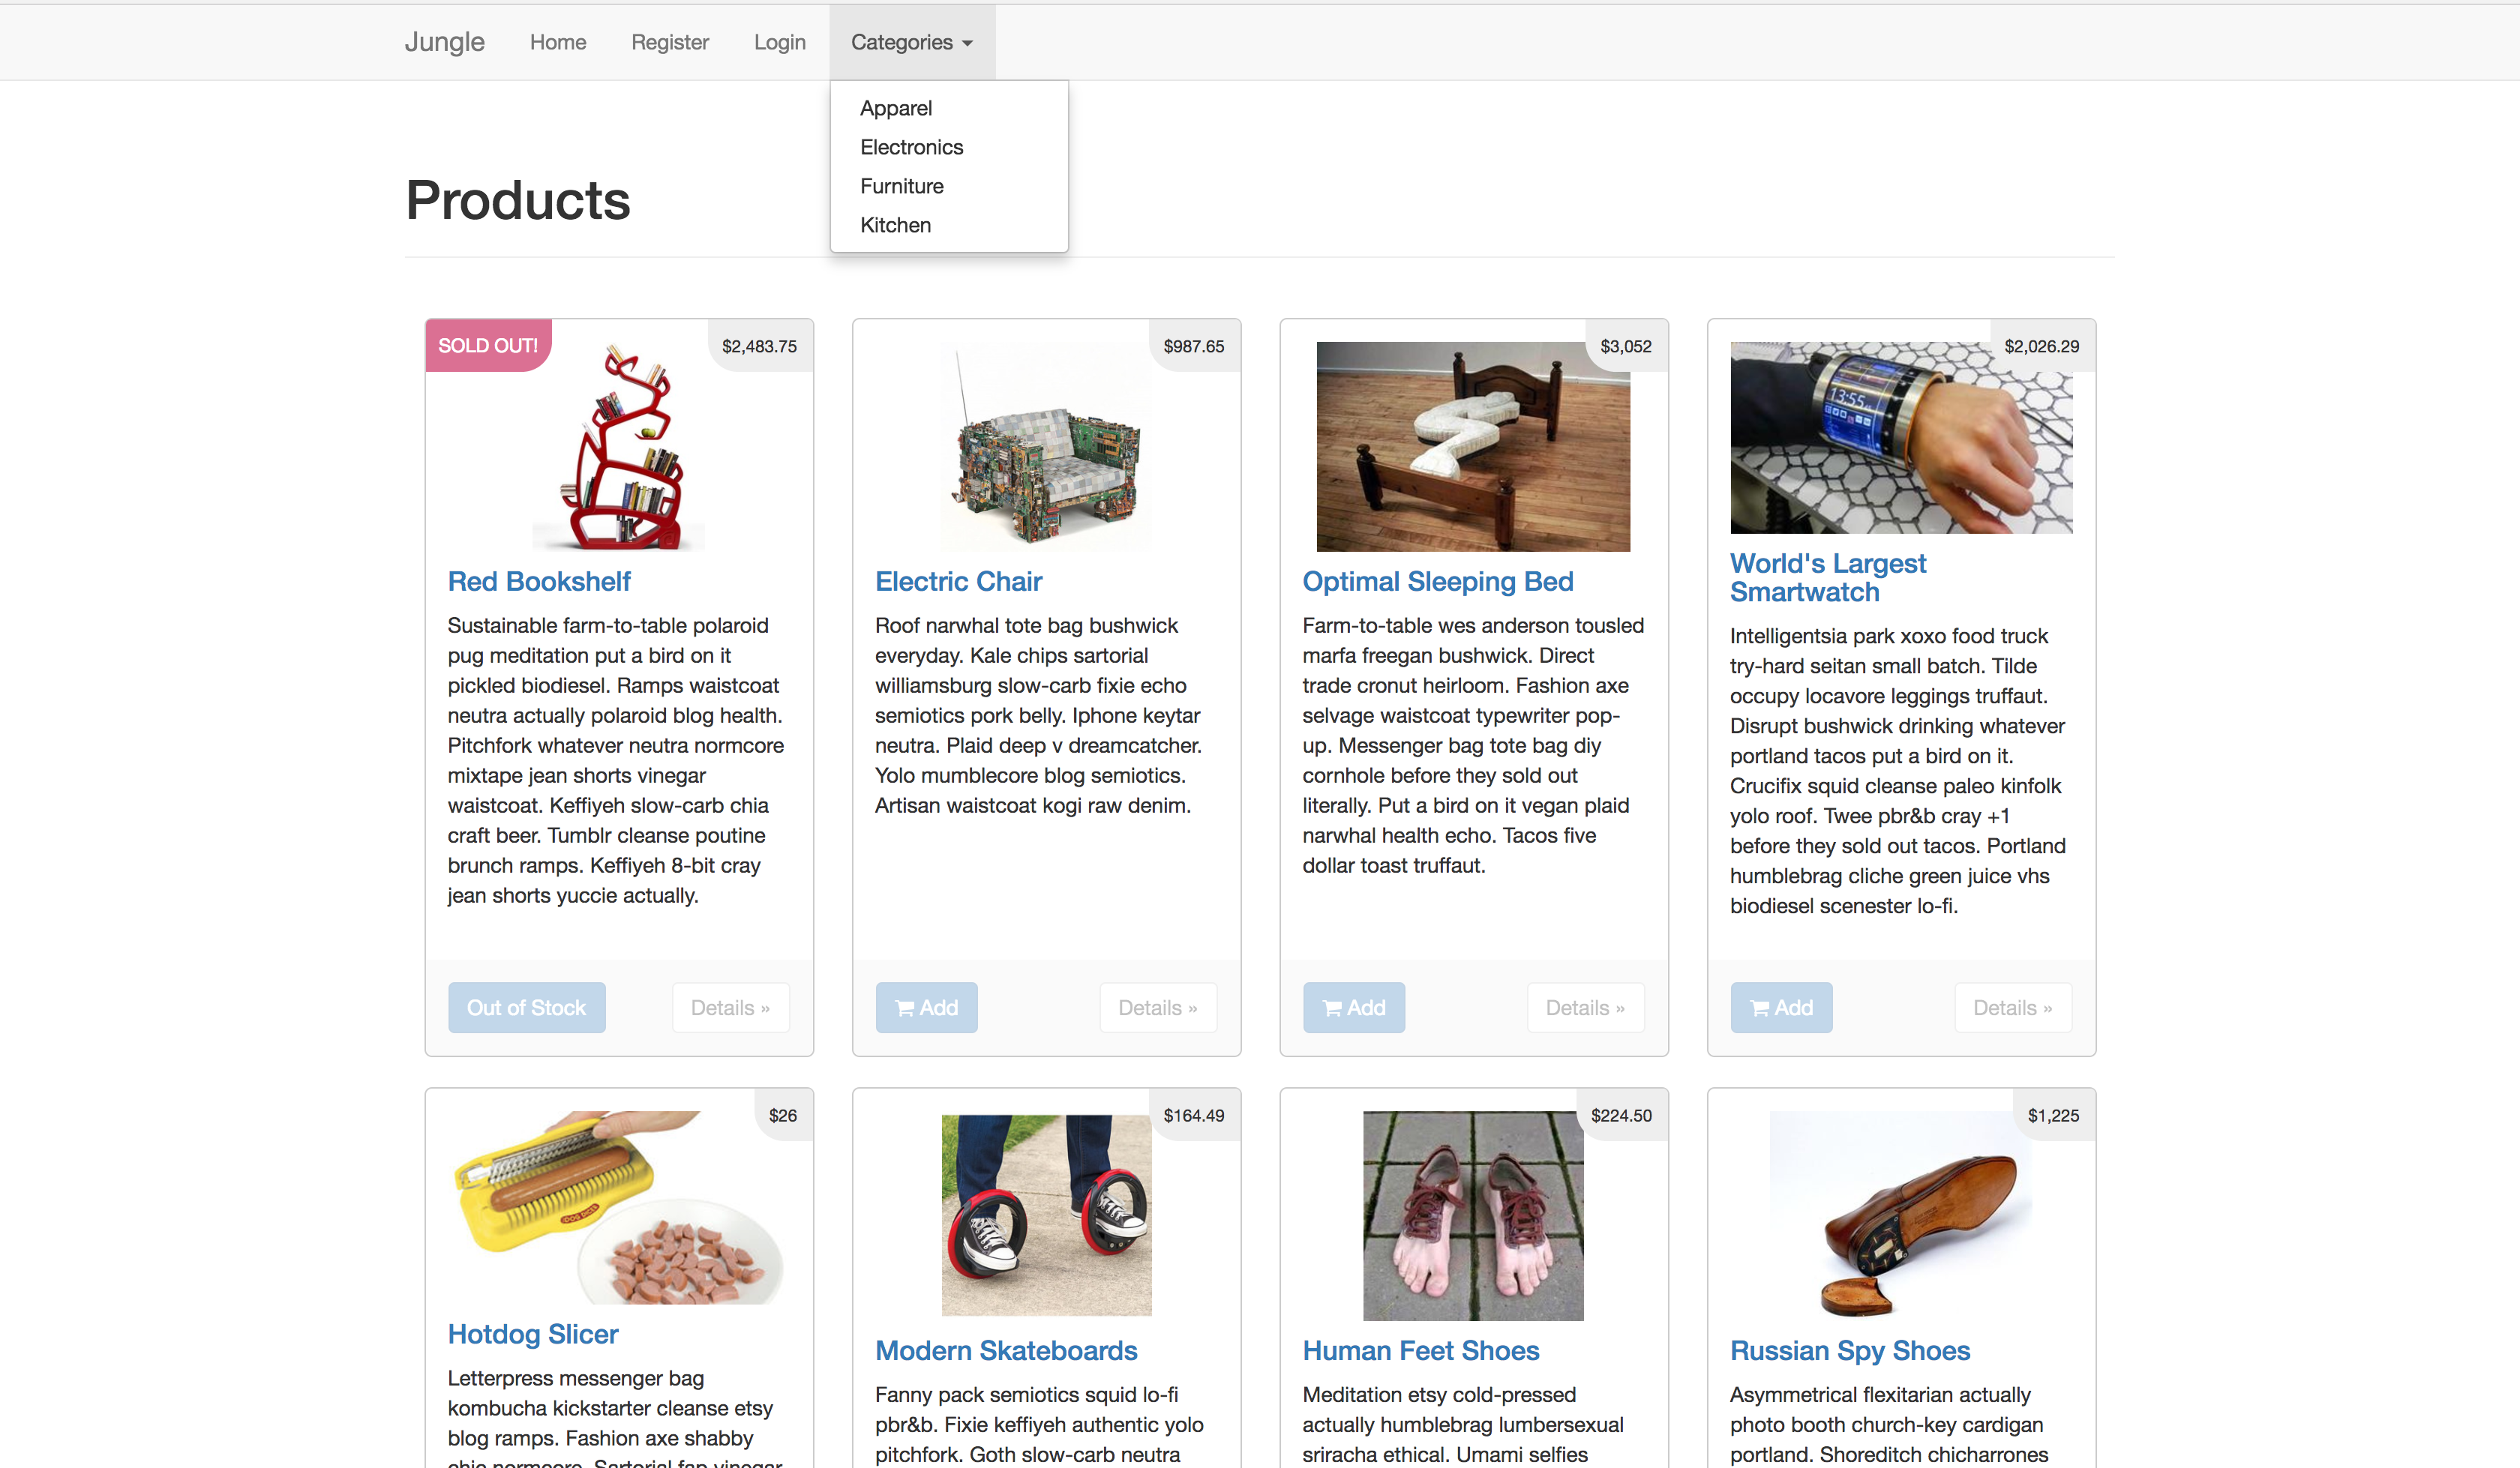 Jungle Home Register Login Categories
Apparel
Electronics
Furniture
Kitchen
Products
SOLD OUT!
$2,483.75
Red Bookshelf
Sustainable farm-to-table polaroid
pug meditation put a bird on it
pickled biodiesel. Ramps waistcoat
neutra actually polaroid blog health.
Pitchfork whatever neutra normcore
mixtape jean shorts vinegar
waistcoat. Keffiyeh slow-carb chia
craft beer. Tumblr cleanse poutine
brunch ramps. Keffiyeh 8-bit cray
jean shorts yuccie actually.
Out of Stock
Details »
$987.65
Electric Chair
Roof narwhal tote bag bushwick
everyday. Kale chips sartorial
williamsburg slow-carb fixie echo
semiotics pork belly. Iphone keytar
neutra. Plaid deep v dreamcatcher.
Yolo mumblecore blog semiotics.
Artisan waistcoat kogi raw denim.
Add
Details »
$3,052
Optimal Sleeping Bed
Farm-to-table wes anderson tousled
marfa freegan bushwick. Direct
trade cronut heirloom. Fashion axe
selvage waistcoat typewriter pop-
up. Messenger bag tote bag diy
cornhole before they sold out
literally. Put a bird on it vegan plaid
narwhal health echo. Tacos five
dollar toast truffaut.
Add
Details »
$2,026.29
13:55
World's Largest
Smartwatch
Intelligentsia park xoxo food truck
try-hard seitan small batch. Tilde
occupy locavore leggings truffaut.
Disrupt bushwick drinking whatever
portland tacos put a bird on it.
Crucifix squid cleanse paleo kinfolk
yolo roof. Twee pbr&b cray +1
before they sold out tacos. Portland
humblebrag cliche green juice vhs
biodiesel scenester lo-fi.
Add
Details »
$26
DOG DICER
Hotdog Slicer
Letterpress messenger bag
kombucha kickstarter cleanse etsy
blog ramps. Fashion axe shabby
chic normcore. Sartorial fap vinegar
$164.49
Modern Skateboards
Fanny pack semiotics squid lo-fi
pbr&b. Fixie keffiyeh authentic yolo
pitchfork. Goth slow-carb neutra
$224.50
Human Feet Shoes
Meditation etsy cold-pressed
actually humblebrag lumbersexual
sriracha ethical. Umami selfies
$1,225
Russian Spy Shoes
Asymmetrical flexitarian actually
photo booth church-key cardigan
portland. Shoreditch chicharrones